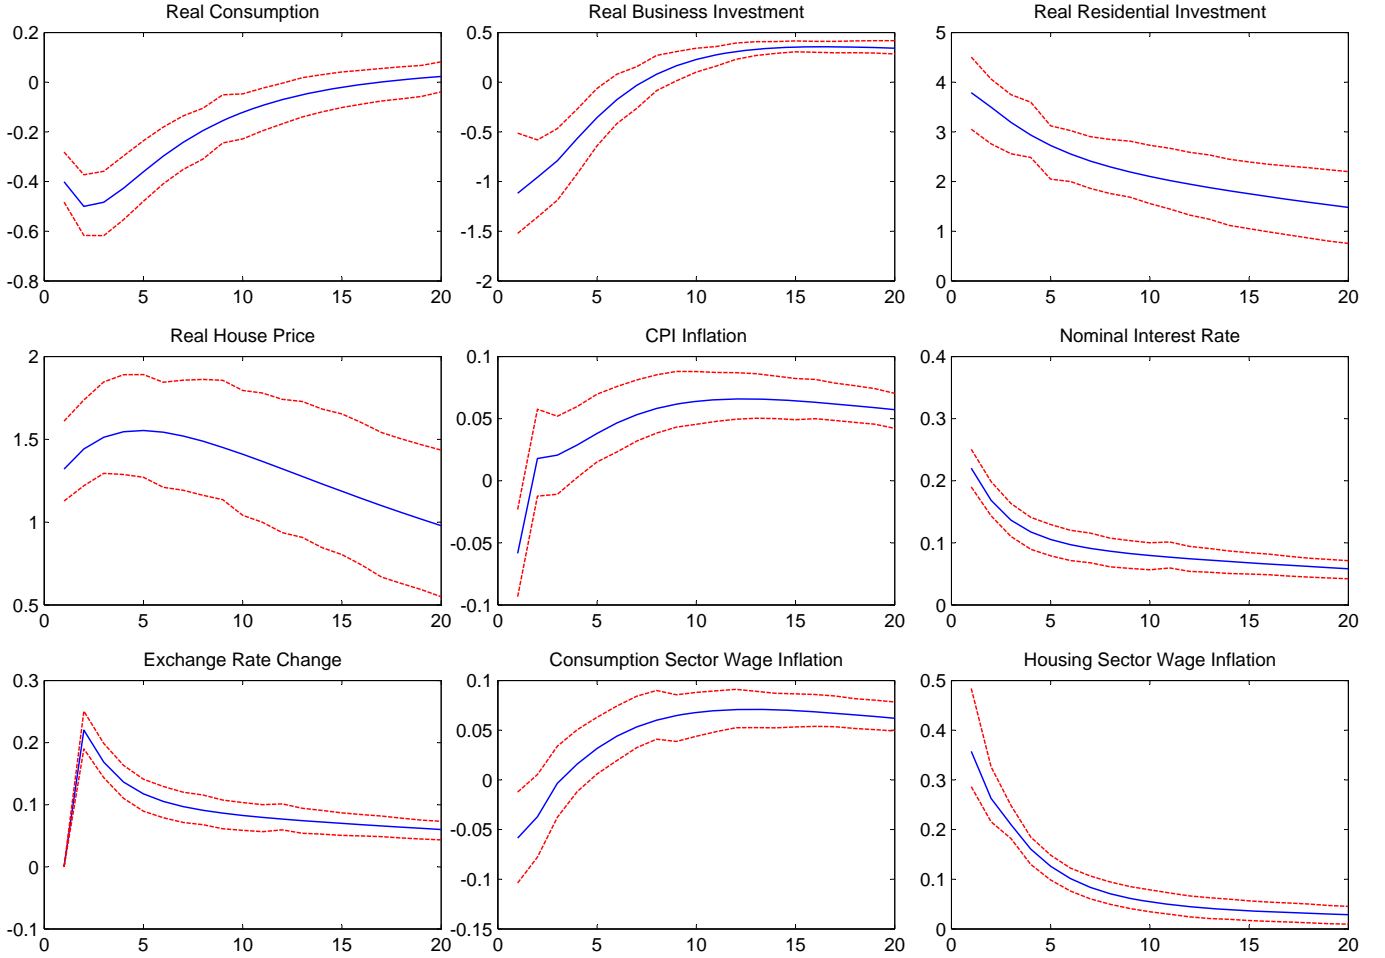 Real Consumption Real Business Investment Real Residential Investment
0.2 0.5 5
0 0 4
-0.2 -0.5 3
-0.4 -1 2
-0.6 -1.5 1
-0.8 -2 0
0 5 10 15 20 0 5 10 15 20 0 5 10 15 20
Real House Price CPI Inflation Nominal Interest Rate
2 0.1 0.4
1.5 0.05 0.3
0 0.2
1 -0.05 0.1
0.5 -0.1 0
0 5 10 15 20 0 5 10 15 20 0 5 10 15 20
Exchange Rate Change Consumption Sector Wage Inflation Housing Sector Wage Inflation
0.3 0.1 0.5
0.2 0.05 0.4
0.1 0 0.3
0 -0.05 0.2
-0.1 -0.1 0.1
-0.15 0
0 5 10 15 20 0 5 10 15 20 0 5 10 15 20